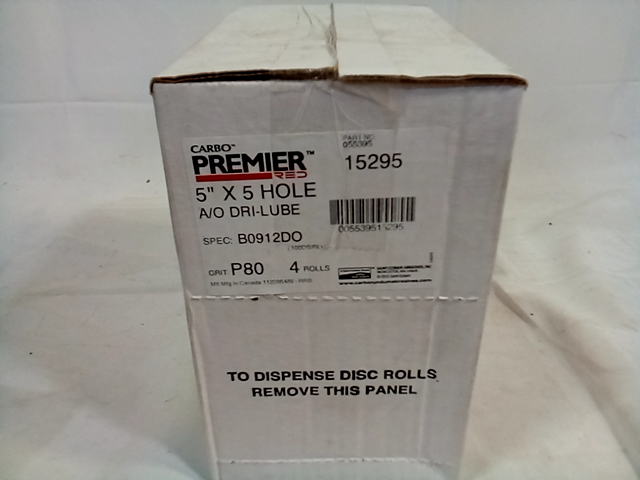 CARBO™
PREMIER™
RED
5" X 5 HOLE
A/O DRI-LUBE
SPEC: B0912DO
GRIT P80 4 ROLLS
PART NO.
055395
15295
TO DISPENSE DISC ROLLS
REMOVE THIS PANEL